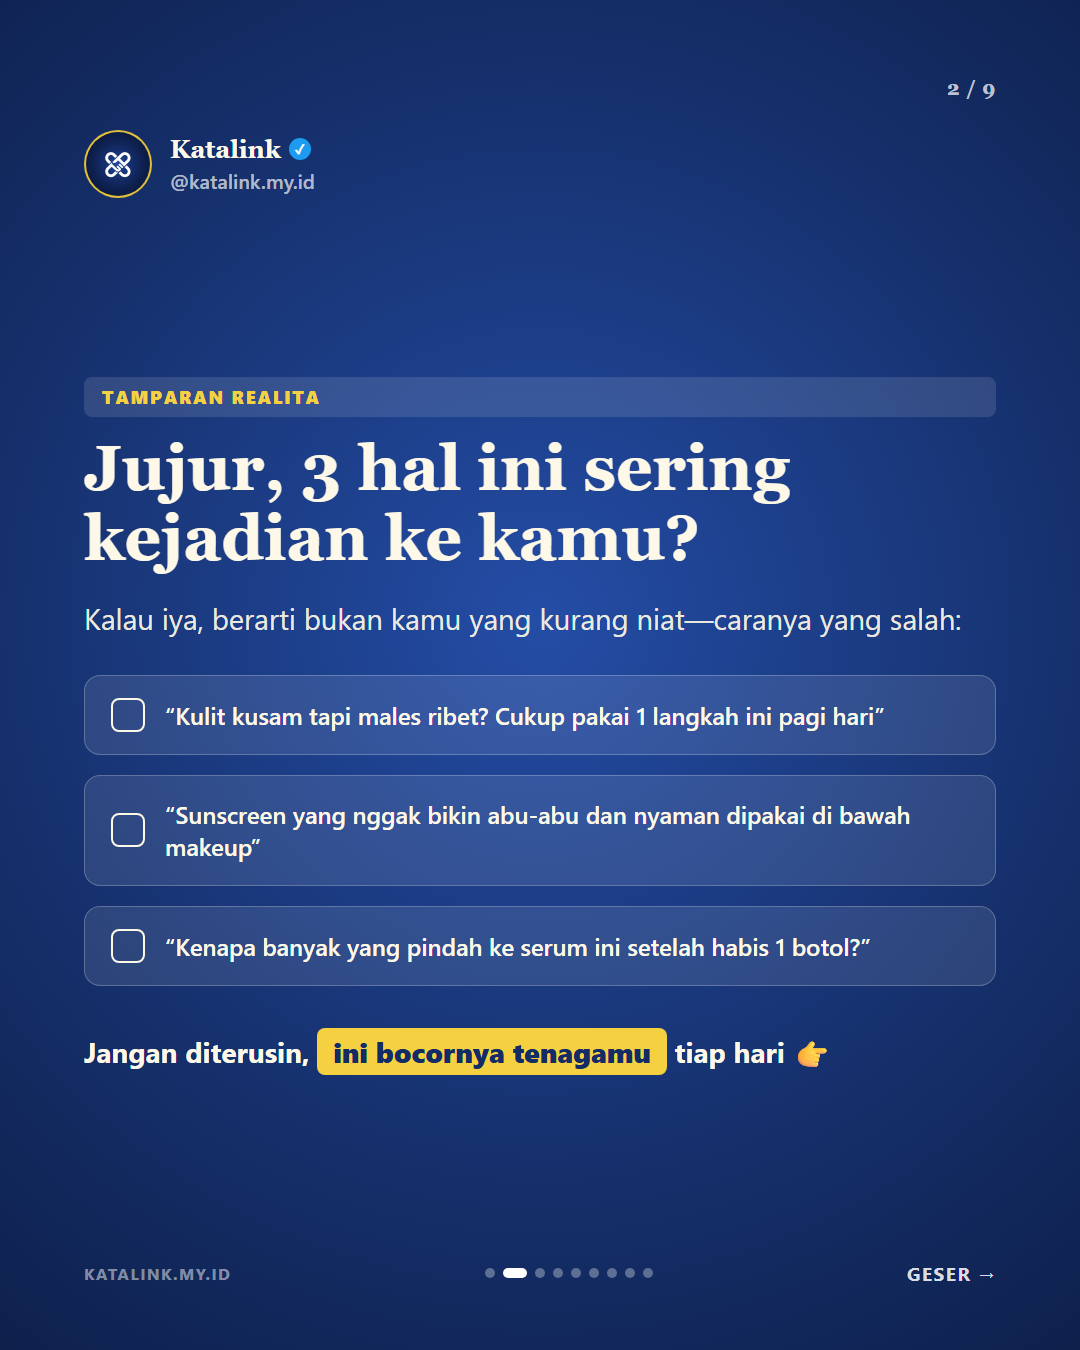 2 / 9
Katalink
@katalink.my.id
TAMPARAN REALITA
Jujur, 3 hal ini sering
kejadian ke kamu?
Kalau iya, berarti bukan kamu yang kurang niat—caranya yang salah:
“Kulit kusam tapi males ribet? Cukup pakai 1 langkah ini pagi hari”
“Sunscreen yang nggak bikin abu-abu dan nyaman dipakai di bawah
makeup”
“Kenapa banyak yang pindah ke serum ini setelah habis 1 botol?”
Jangan diterusin, ini bocornya tenagamu tiap hari 👉
KATALINK.MY.ID
GESER →